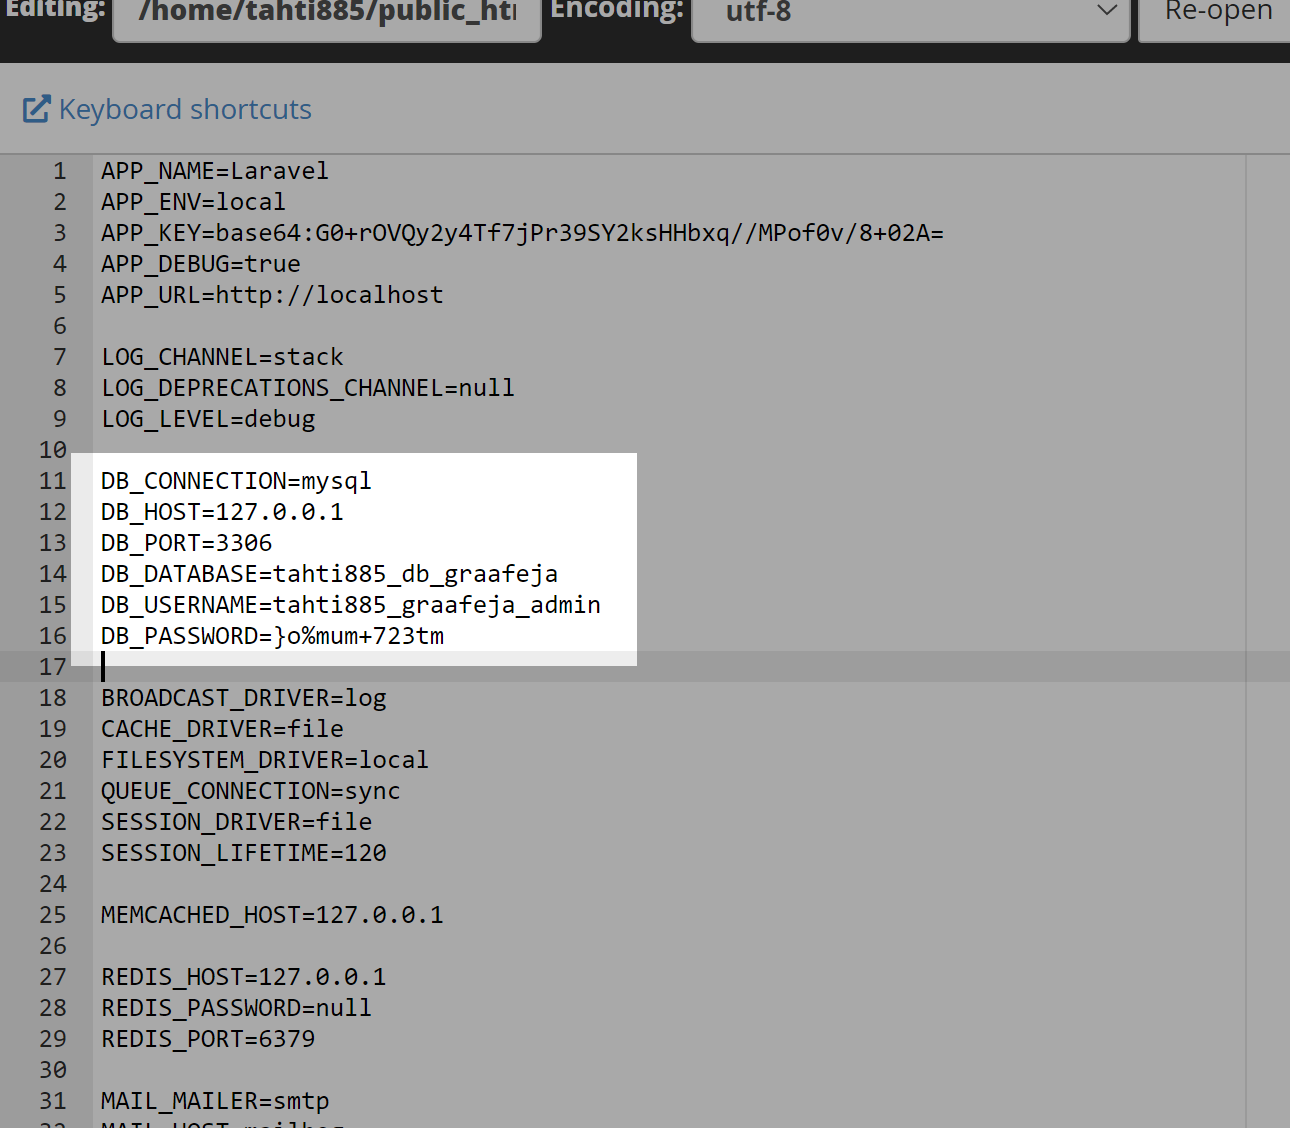 Editing: /home/tahti885/public_ht Encoding: utf-8 Re-open
Keyboard shortcuts
1 APP_NAME=Laravel
2 APP_ENV=local
3 APP_KEY=base64:G0+rOVQy2y4Tf7jPr39SY2ksHHbxq//MPof0v/8+02A=
4 APP_DEBUG=true
5 APP_URL=http://localhost
6
7 LOG_CHANNEL=stack
8 LOG_DEPRECATIONS_CHANNEL=null
9 LOG_LEVEL=debug
10
11 DB_CONNECTION=mysql
12 DB_HOST=127.0.0.1
13 DB_PORT=3306
14 DB_DATABASE=tahti885_db_graafeja
15 DB_USERNAME=tahti885_graafeja_admin
16 DB_PASSWORD=}o%mum+723tm
17
18 BROADCAST_DRIVER=log
19 CACHE_DRIVER=file
20 FILESYSTEM_DRIVER=local
21 QUEUE_CONNECTION=sync
22 SESSION_DRIVER=file
23 SESSION_LIFETIME=120
24
25 MEMCACHED_HOST=127.0.0.1
26
27 REDIS_HOST=127.0.0.1
28 REDIS_PASSWORD=null
29 REDIS_PORT=6379
30
31 MAIL_MAILER=smtp